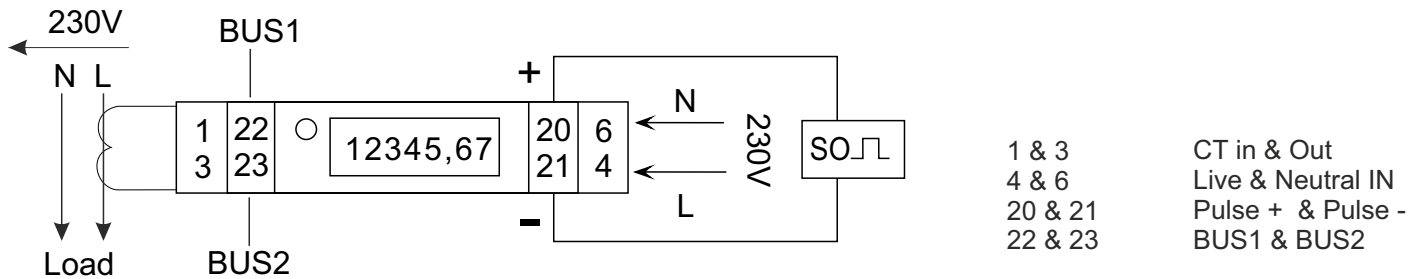 230V
BUS1
N L
+
1 22 12345,67 20 6
3 23 21 4
N
L
230V
SO
-
Load
BUS2
1 & 3 CT in & Out
4 & 6 Live & Neutral IN
20 & 21 Pulse + & Pulse -
22 & 23 BUS1 & BUS2